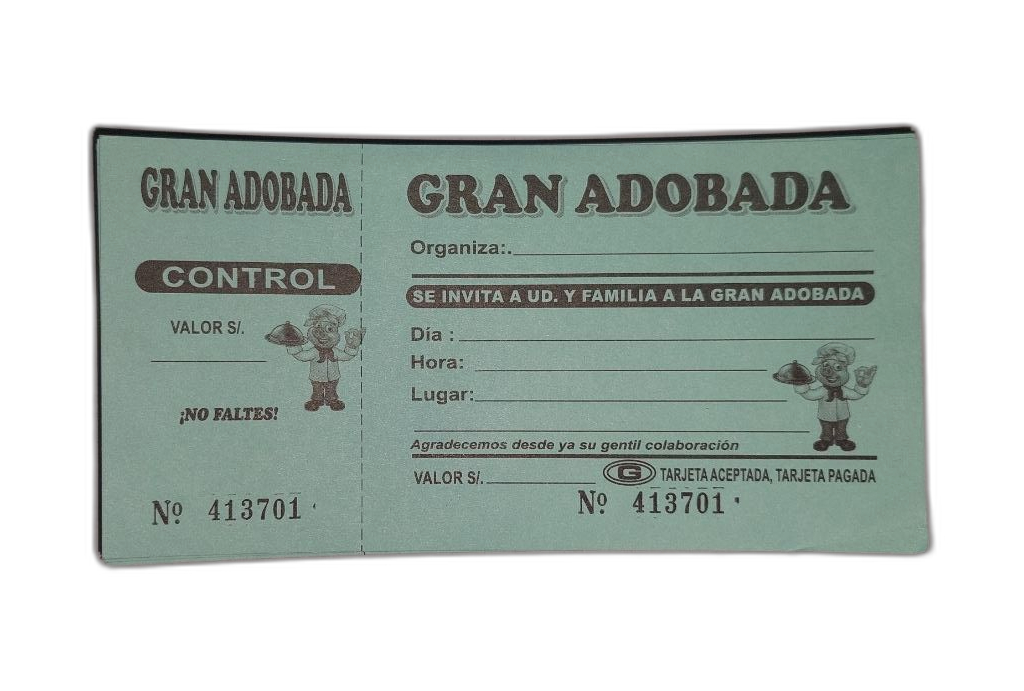 GRAN ADOBADA
CONTROL
VALOR S/.
¡NO FALTES!
Nº 413701
GRAN ADOBADA
Organiza:.
SE INVITA A UD. Y FAMILIA A LA GRAN ADOBADA
Día :
Hora:
Lugar:
Agradecemos desde ya su gentil colaboración
VALOR S/. G TARJETA ACEPTADA, TARJETA PAGADA
Nº 413701